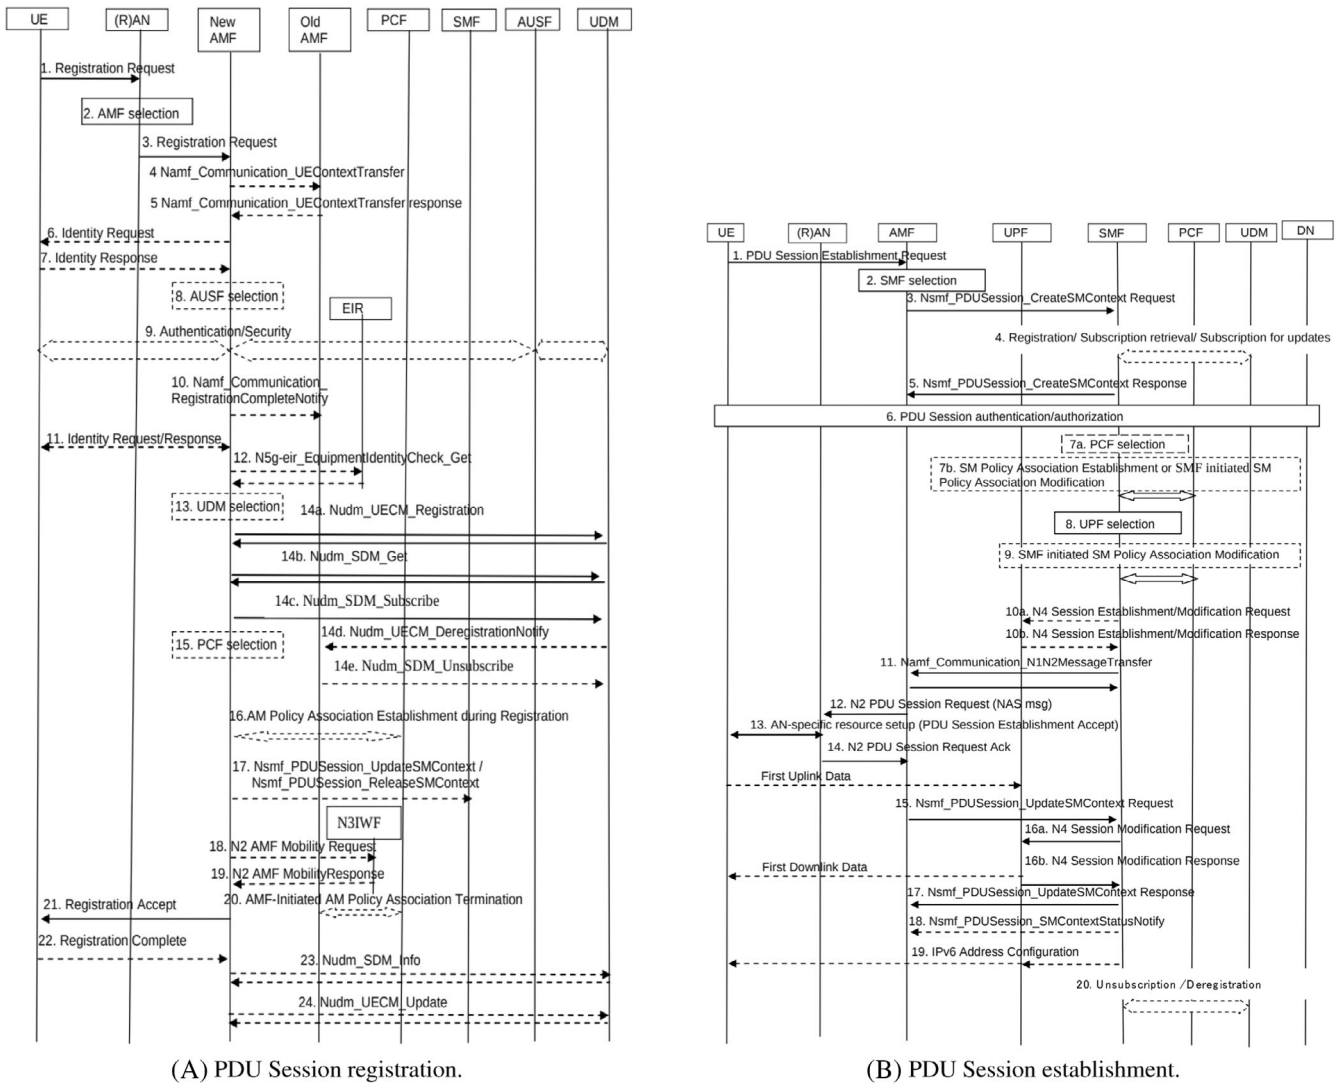 UE
(R)AN
New
AMF
Old
AMF
PCF
SMF
AUSF
UDM
1. Registration Request
2. AMF selection
3. Registration Request
4 Namf_Communication_UEContextTransfer
5 Namf_Communication_UEContextTransfer response
6. Identity Request
7. Identity Response
8. AUSF selection
EIR
9. Authentication/Security
10. Namf_Communication_
RegistrationCompleteNotify
11. Identity Request/Response
12. N5g-eir_EquipmentIdentityCheck_Get
13. UDM selection
14a. Nudm_UECM_Registration
14b. Nudm_SDM_Get
14c. Nudm_SDM_Subscribe
14d. Nudm_UECM_DeregistrationNotify
15. PCF selection
14e. Nudm_SDM_Unsubscribe
16.AM Policy Association Establishment during Registration
17. Nsmf_PDUSession_UpdateSMContext /
Nsmf_PDUSession_ReleaseSMContext
N3IWF
18. N2 AMF Mobility Request
19. N2 AMF MobilityResponse
20. AMF-Initiated AM Policy Association Termination
21. Registration Accept
22. Registration Complete
23. Nudm_SDM_Info
24. Nudm_UECM_Update
(A) PDU Session registration.
UE
(R)AN
AMF
UPF
SMF
PCF
UDM
DN
1. PDU Session Establishment Request
2. SMF selection
3. Nsmf_PDUSession_CreateSMContext Request
4. Registration/ Subscription retrieval/ Subscription for updates
5. Nsmf_PDUSession_CreateSMContext Response
6. PDU Session authentication/authorization
7a. PCF selection
7b. SM Policy Association Establishment or SMF initiated SM
Policy Association Modification
8. UPF selection
9. SMF initiated SM Policy Association Modification
10a. N4 Session Establishment/Modification Request
10b. N4 Session Establishment/Modification Response
11. Namf_Communication_N1N2MessageTransfer
12. N2 PDU Session Request (NAS msg)
13. AN-specific resource setup (PDU Session Establishment Accept)
14. N2 PDU Session Request Ack
First Uplink Data
15. Nsmf_PDUSession_UpdateSMContext Request
16a. N4 Session Modification Request
16b. N4 Session Modification Response
First Downlink Data
17. Nsmf_PDUSession_UpdateSMContext Response
18. Nsmf_PDUSession_SMContextStatusNotify
19. IPv6 Address Configuration
20. Unsubscription /Deregistration
(B) PDU Session establishment.